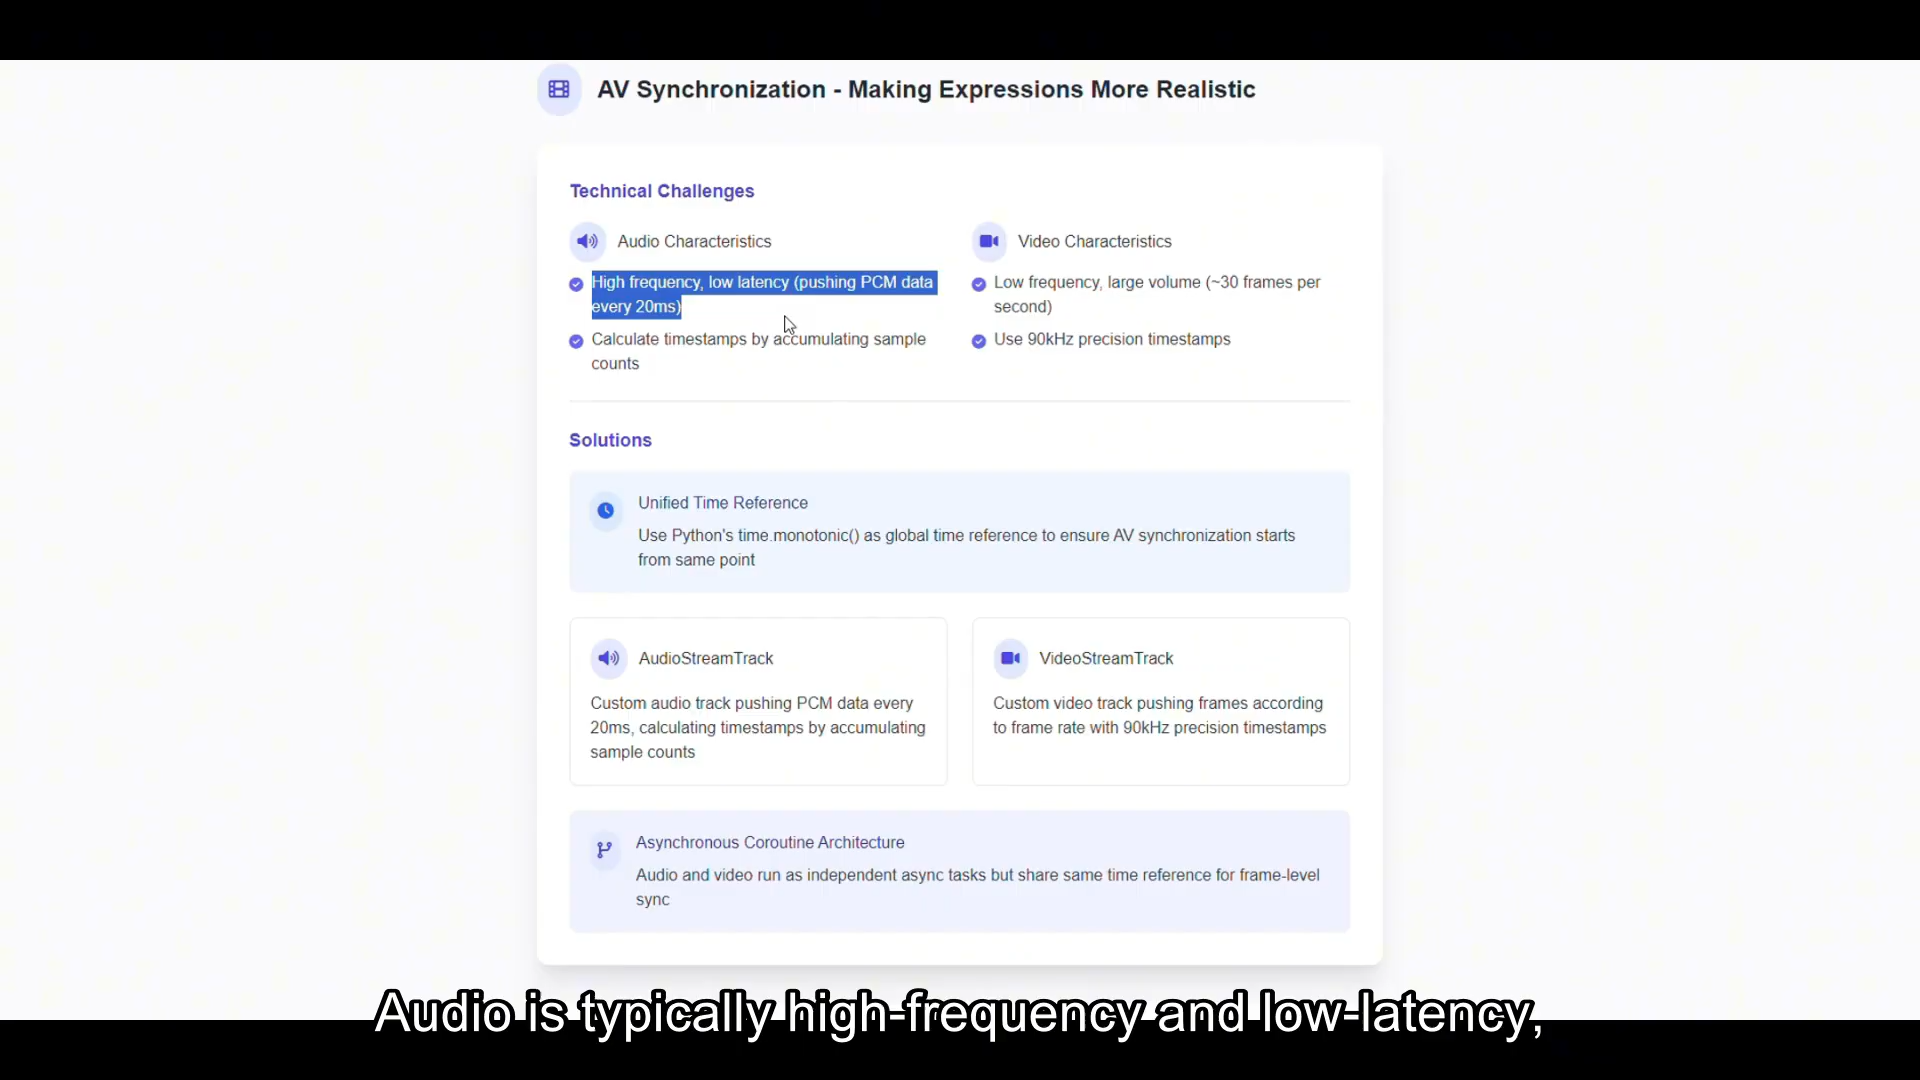 AV Synchronization - Making Expressions More Realistic
Technical Challenges
Audio Characteristics
High frequency, low latency (pushing PCM data
every 20ms)
Calculate timestamps by accumulating sample
counts
Video Characteristics
Low frequency, large volume (~30 frames per
second)
Use 90kHz precision timestamps
Solutions
Unified Time Reference
Use Python's time.monotonic() as global time reference to ensure AV synchronization starts
from same point
AudioStreamTrack
Custom audio track pushing PCM data every
20ms, calculating timestamps by accumulating
sample counts
VideoStreamTrack
Custom video track pushing frames according
to frame rate with 90kHz precision timestamps
Asynchronous Coroutine Architecture
Audio and video run as independent async tasks but share same time reference for frame-level
sync
Audio is typically high-frequency and low-latency,